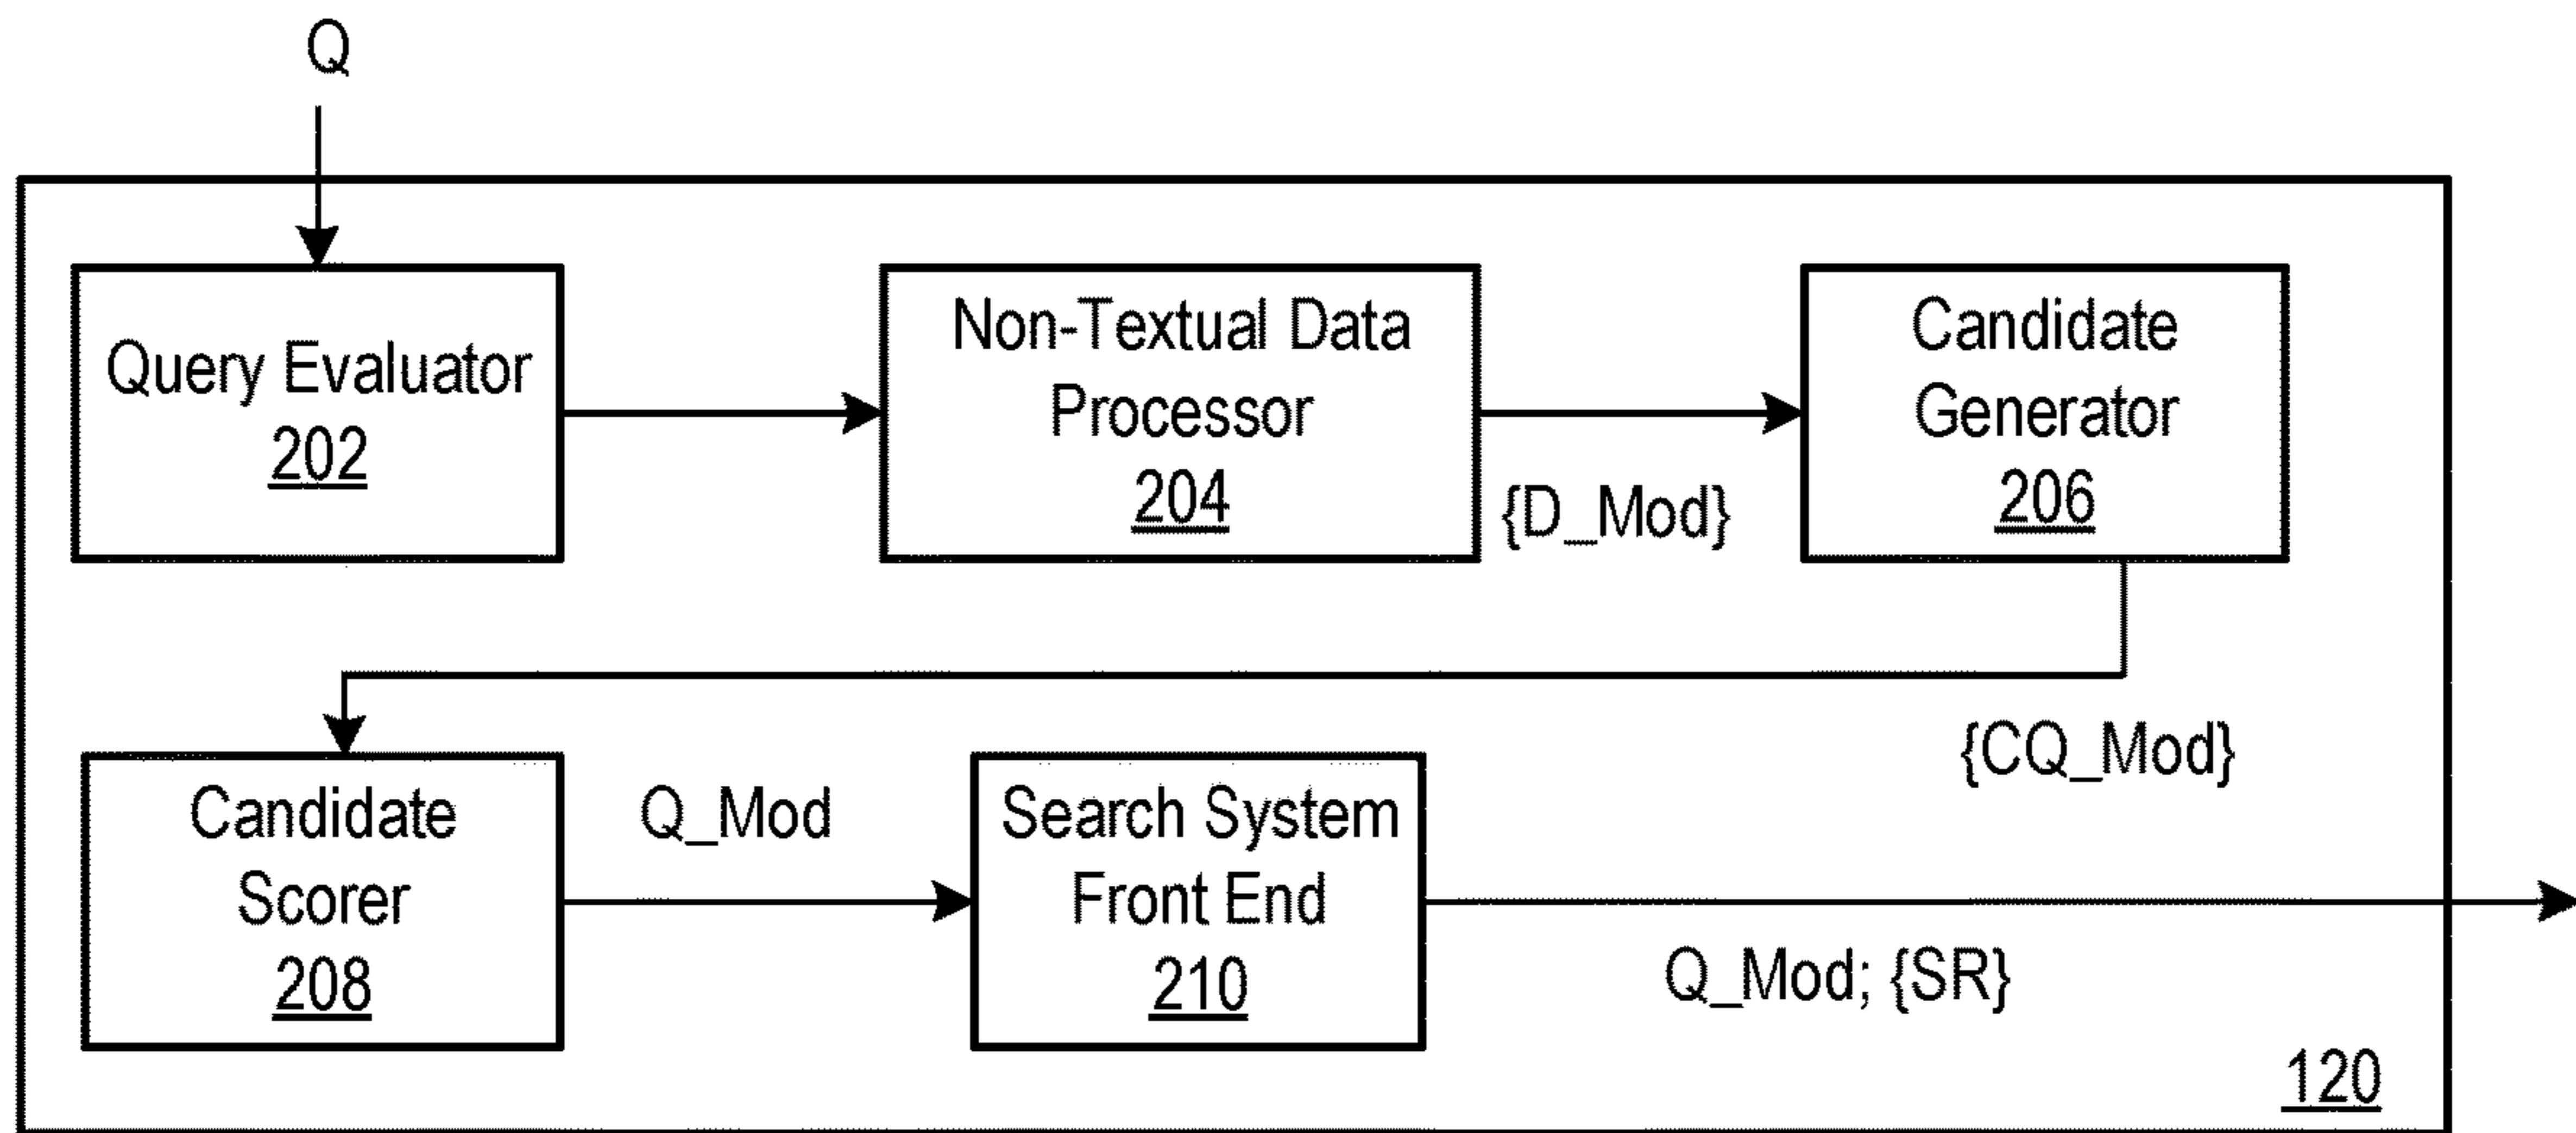 Q
Query Evaluator
202
Non-Textual Data
Processor
204
{D_Mod}
Candidate
Generator
206
{CQ_Mod}
Candidate
Scorer
208
Q_Mod
Search System
Front End
210
Q_Mod; {SR}
120